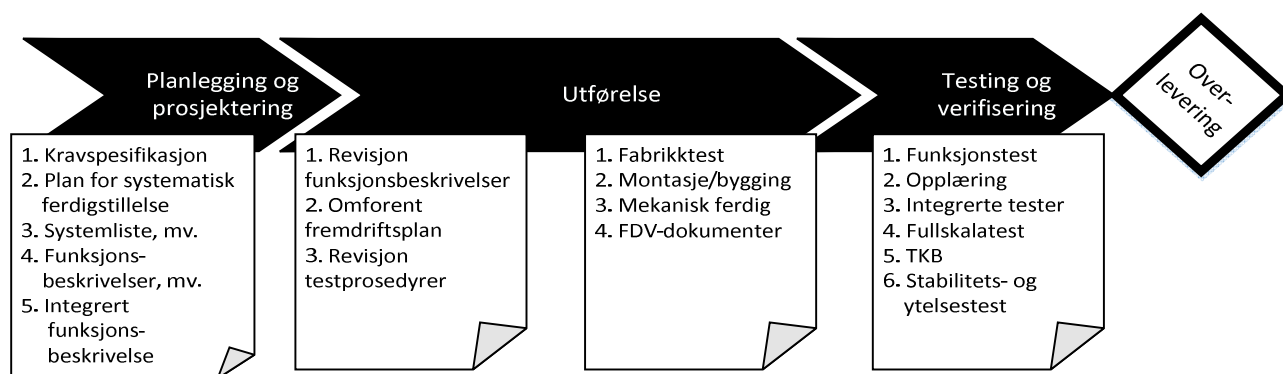 Planlegging og
prosjektering
Utførelse
Testing og
verifisering
Over-
levering
1. Kravspesifikasjon
2. Plan for systematisk
ferdigstillelse
3. Systemliste, mv.
4. Funksjons-
beskrivelser, mv.
5. Integrert
funksjons-
beskrivelse
1. Revisjon
funksjonsbeskrivelser
2. Omforent
fremdriftsplan
3. Revisjon
testprosedyrer
1. Fabrikktest
2. Montasje/bygging
3. Mekanisk ferdig
4. FDV-dokumenter
1. Funksjonstest
2. Opplæring
3. Integrerte tester
4. Fullskalatest
5. TKB
6. Stabilitets- og
ytelsestest